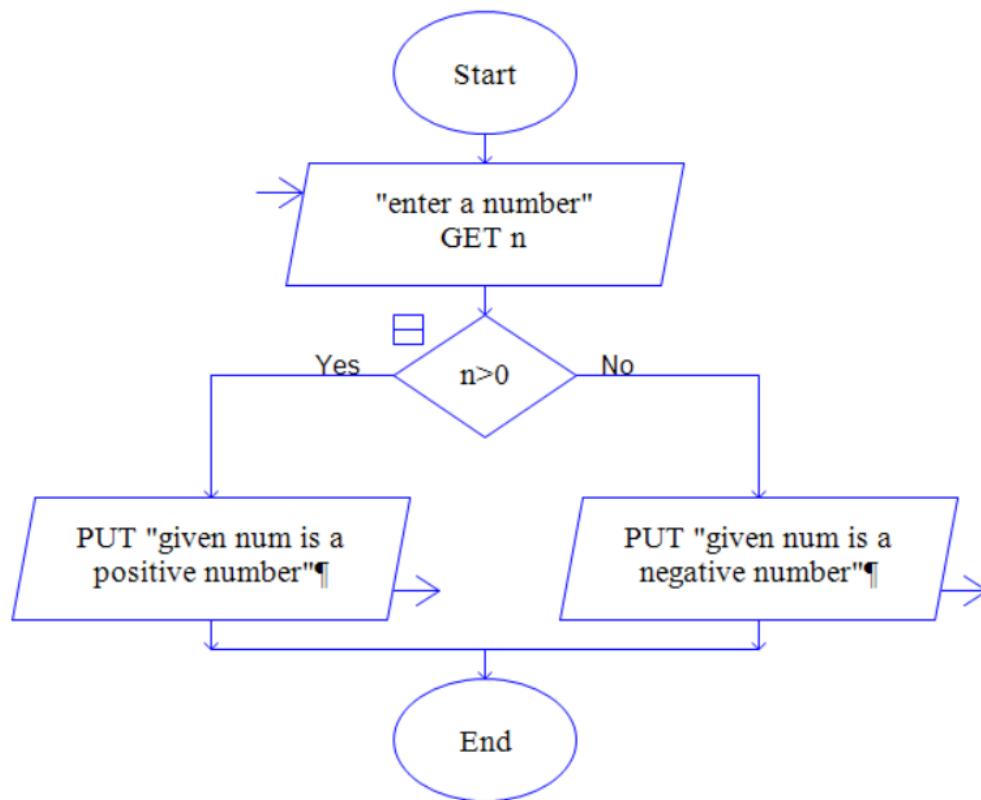 Start
"enter a number"
GET n
n>0
Yes
No
PUT "given num is a
positive number"¶
PUT "given num is a
negative number"¶
End